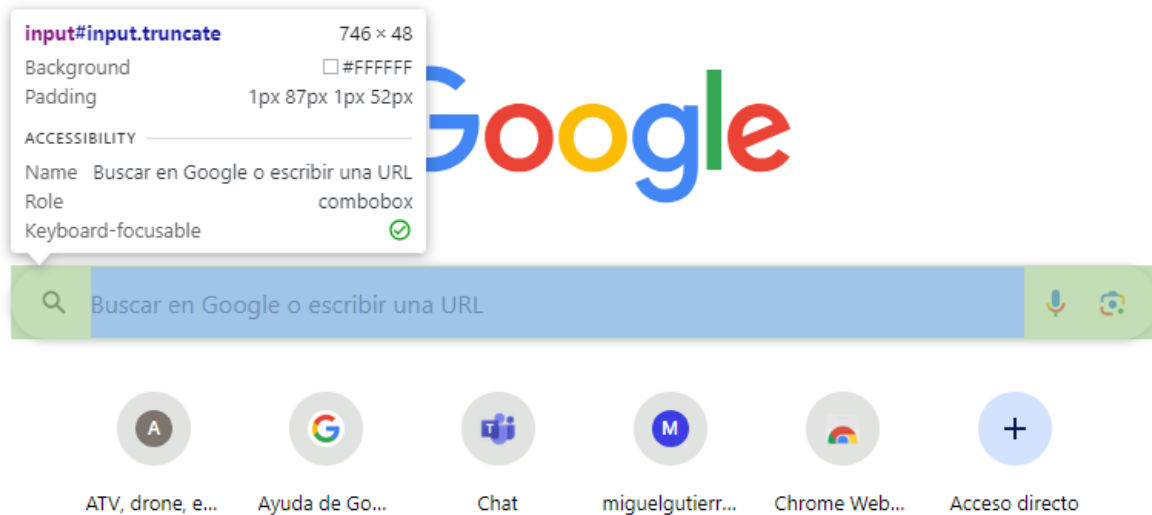 input#input.truncate 746 × 48
Background #FFFFFF
Padding 1px 87px 1px 52px
ACCESSIBILITY
Name Buscar en Google o escribir una URL
Role combobox
Keyboard-focusable
Google
Buscar en Google o escribir una URL
A G T M +
ATV, drone, e... Ayuda de Go... Chat miguelgutierr... Chrome Web... Acceso directo